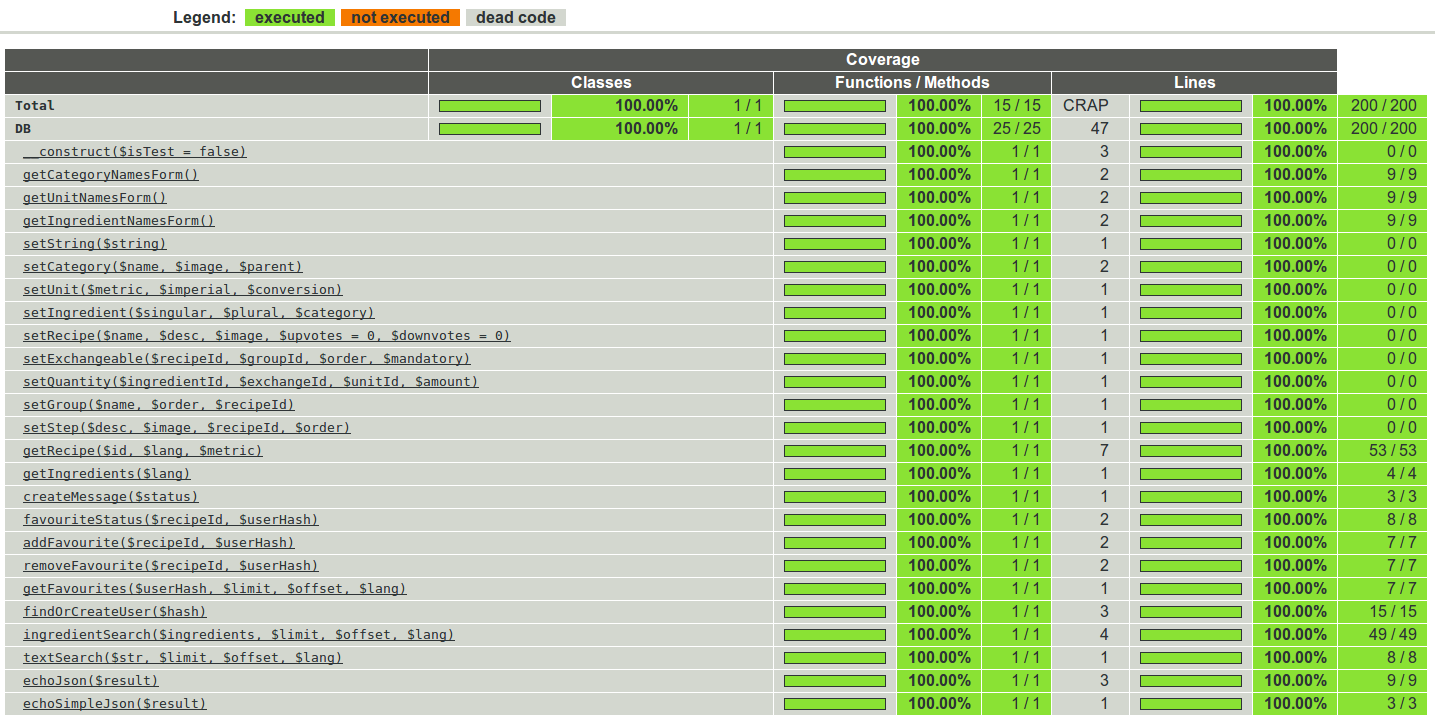 Legend: executed not executed dead code
Coverage
Classes Functions / Methods Lines
Total 100.00% 1 / 1 100.00% 15 / 15 CRAP 100.00% 200 / 200
DB 100.00% 1 / 1 100.00% 25 / 25 47 100.00% 200 / 200
__construct($isTest = false) 100.00% 1 / 1 3 100.00% 0 / 0
getCategoryNamesForm() 100.00% 1 / 1 2 100.00% 9 / 9
getUnitNamesForm() 100.00% 1 / 1 2 100.00% 9 / 9
getIngredientNamesForm() 100.00% 1 / 1 2 100.00% 9 / 9
setString($string) 100.00% 1 / 1 1 100.00% 0 / 0
setCategory($name, $image, $parent) 100.00% 1 / 1 2 100.00% 0 / 0
setUnit($metric, $imperial, $conversion) 100.00% 1 / 1 1 100.00% 0 / 0
setIngredient($singular, $plural, $category) 100.00% 1 / 1 1 100.00% 0 / 0
setRecipe($name, $desc, $image, $upvotes = 0, $downvotes = 0) 100.00% 1 / 1 1 100.00% 0 / 0
setExchangeable($recipeId, $groupId, $order, $mandatory) 100.00% 1 / 1 1 100.00% 0 / 0
setQuantity($ingredientId, $exchangeId, $unitId, $amount) 100.00% 1 / 1 1 100.00% 0 / 0
setGroup($name, $order, $recipeId) 100.00% 1 / 1 1 100.00% 0 / 0
setStep($desc, $image, $recipeId, $order) 100.00% 1 / 1 1 100.00% 0 / 0
getRecipe($id, $lang, $metric) 100.00% 1 / 1 7 100.00% 53 / 53
getIngredients($lang) 100.00% 1 / 1 1 100.00% 4 / 4
createMessage($status) 100.00% 1 / 1 1 100.00% 3 / 3
favouriteStatus($recipeId, $userHash) 100.00% 1 / 1 2 100.00% 8 / 8
addFavourite($recipeId, $userHash) 100.00% 1 / 1 2 100.00% 7 / 7
removeFavourite($recipeId, $userHash) 100.00% 1 / 1 2 100.00% 7 / 7
getFavourites($userHash, $limit, $offset, $lang) 100.00% 1 / 1 1 100.00% 7 / 7
findOrCreateUser($hash) 100.00% 1 / 1 3 100.00% 15 / 15
ingredientSearch($ingredients, $limit, $offset, $lang) 100.00% 1 / 1 4 100.00% 49 / 49
textSearch($str, $limit, $offset, $lang) 100.00% 1 / 1 1 100.00% 8 / 8
echoJson($result) 100.00% 1 / 1 3 100.00% 9 / 9
echoSimpleJson($result) 100.00% 1 / 1 1 100.00% 3 / 3